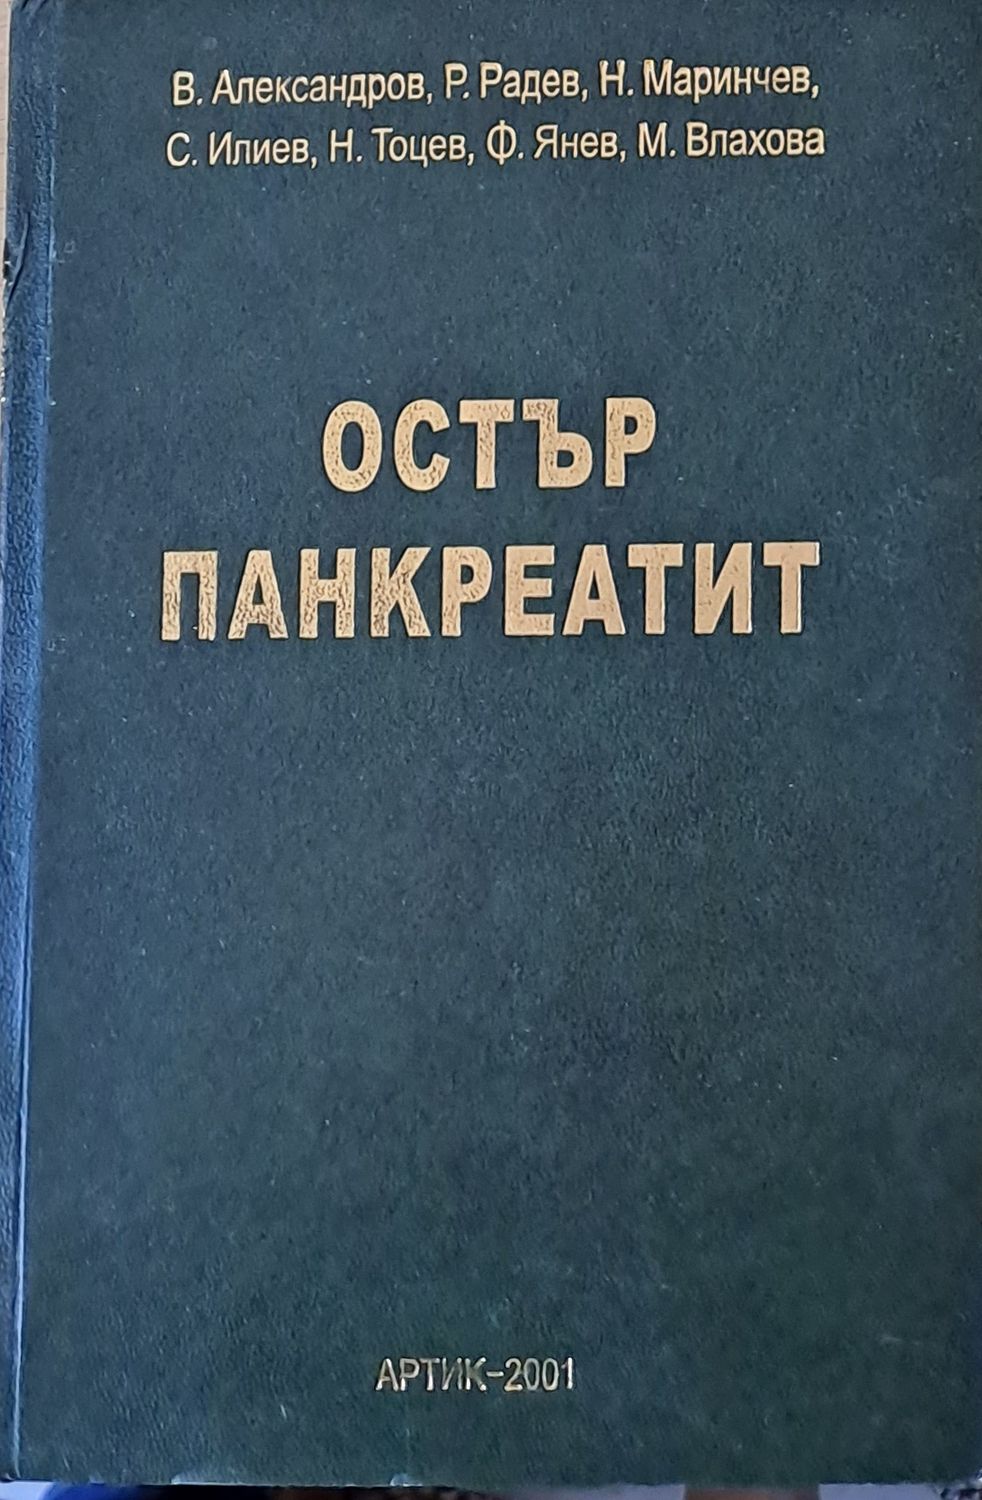 В. Александров, Р. Радев, Н. Маринчев,
С. Илиев, Н. Тоцев, Ф. Янев, М. Влахова
ОСТЪР
ПАНКРЕАТИТ
АРТИК-2001